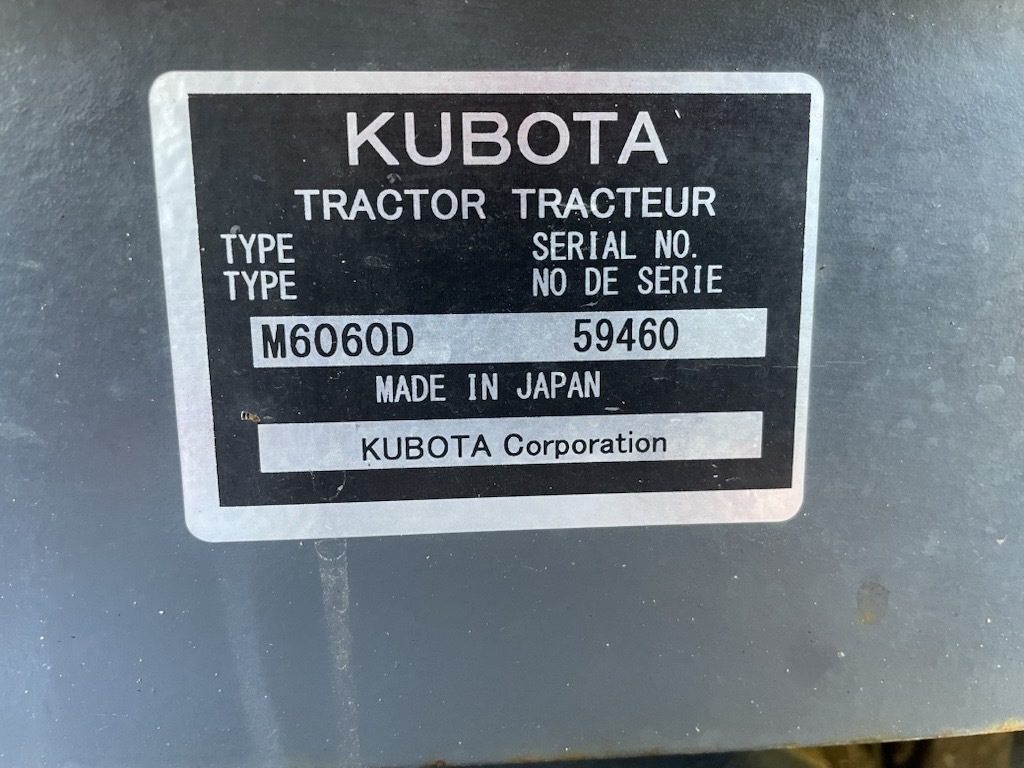 KUBOTA
TRACTOR TRACTEUR
TYPE SERIAL NO.
TYPE NO DE SERIE
M6060D 59460
MADE IN JAPAN
KUBOTA Corporation